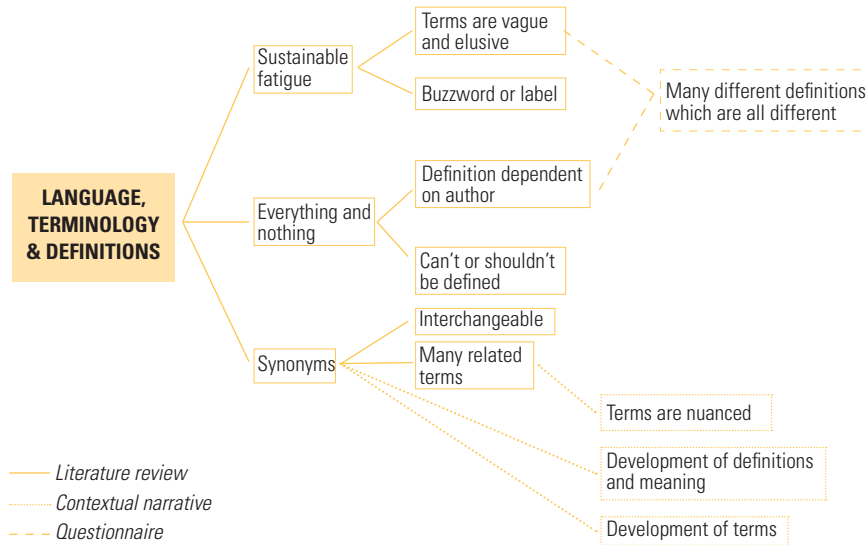 Terms are vague
and elusive
Sustainable
fatigue
Buzzword or label
Many different definitions
which are all different
LANGUAGE,
TERMINOLOGY
& DEFINITIONS
Definition dependent
on author
Everything and
nothing
Can't or shouldn't
be defined
Interchangeable
Synonyms
Many related
terms
Terms are nuanced
Development of definitions
and meaning
Development of terms
Literature review
Contextual narrative
Questionnaire